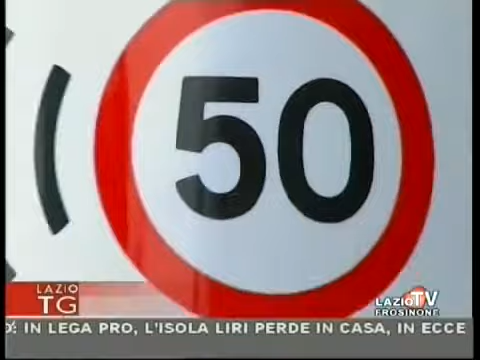 50
LAZIO
TG
LAZIO TV
FROSINONE
O': IN LEGA PRO, L'ISOLA LIRI PERDE IN CASA, IN ECCE